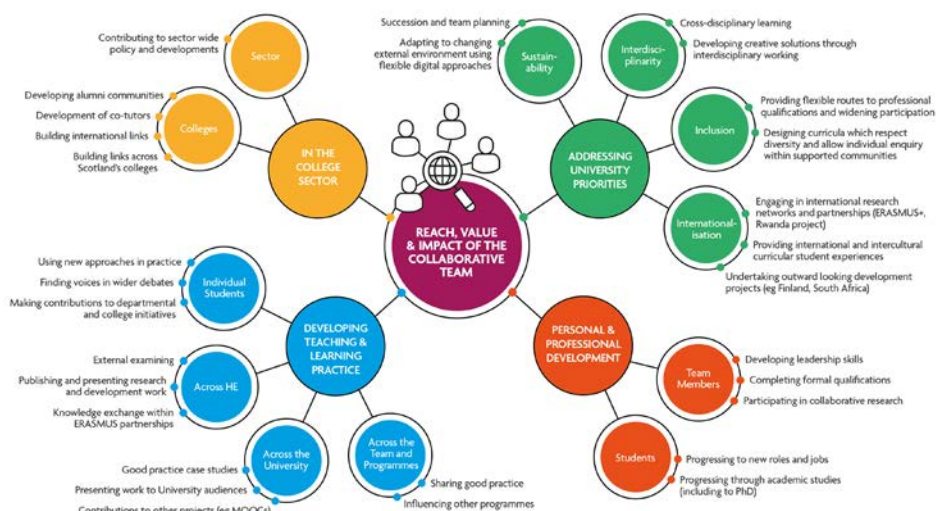 Contributing to sector wide
policy and developments
Sector
Developing alumni communities
Development of co-tutors
Building international links
Building links across
Scotland's colleges
Colleges
IN THE
COLLEGE
SECTOR
Succession and team planning
Adapting to changing
external environment using
flexible digital approaches
Sustain-
ability
Interdisci-
plinarity
Cross-disciplinary learning
Developing creative solutions through
interdisciplinary working
Inclusion
Providing flexible routes to professional
qualifications and widening participation
Designing curricula which respect
diversity and allow individual enquiry
within supported communities
ADDRESSING
UNIVERSITY
PRIORITIES
International-
isation
Engaging in international research
networks and partnerships (ERASMUS+,
Rwanda project)
Providing international and intercultural
curricular student experiences
Undertaking outward looking development
projects (eg Finland, South Africa)
REACH, VALUE
& IMPACT OF THE
COLLABORATIVE
TEAM
Using new approaches in practice
Finding voices in wider debates
Making contributions to departmental
and college initiatives
Individual
Students
DEVELOPING
TEACHING &
LEARNING
PRACTICE
External examining
Publishing and presenting research
and development work
Knowledge exchange within
ERASMUS partnerships
Across HE
Across the
University
Good practice case studies
Presenting work to University audiences
Contributions to other projects (eg MOOCs)
Across the
Team and
Programmes
Sharing good practice
Influencing other programmes
PERSONAL &
PROFESSIONAL
DEVELOPMENT
Team
Members
Developing leadership skills
Completing formal qualifications
Participating in collaborative research
Students
Progressing to new roles and jobs
Progressing through academic studies
(including to PhD)